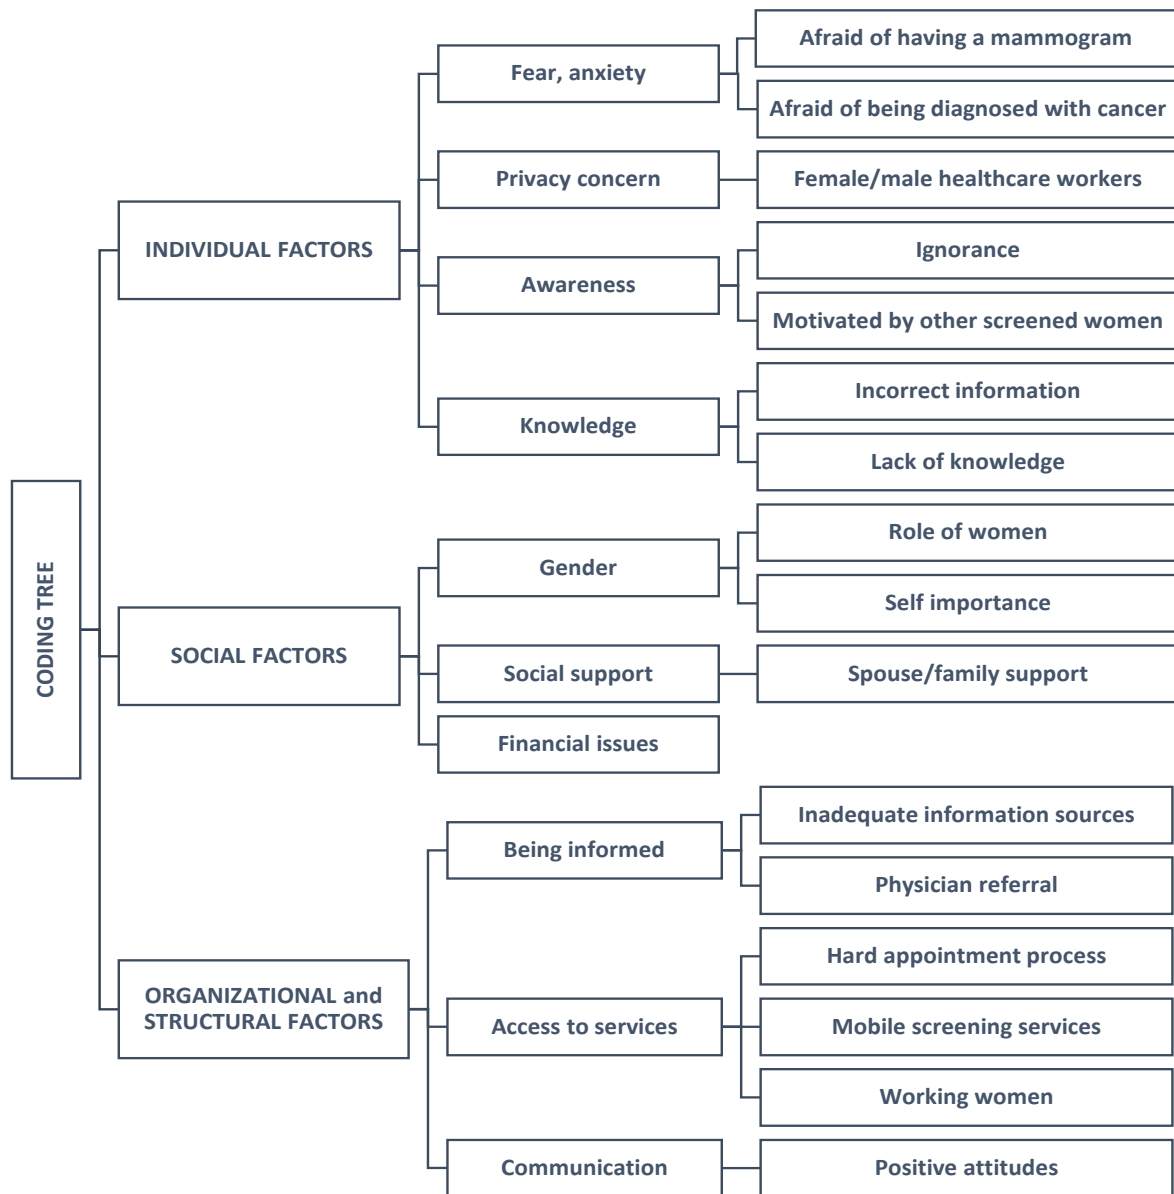 CODING TREE
INDIVIDUAL FACTORS
Fear, anxiety
Afraid of having a mammogram
Afraid of being diagnosed with cancer
Privacy concern
Female/male healthcare workers
Awareness
Ignorance
Motivated by other screened women
Knowledge
Incorrect information
Lack of knowledge
SOCIAL FACTORS
Gender
Role of women
Self importance
Social support
Spouse/family support
Financial issues
ORGANIZATIONAL and
STRUCTURAL FACTORS
Being informed
Inadequate information sources
Physician referral
Access to services
Hard appointment process
Mobile screening services
Working women
Communication
Positive attitudes